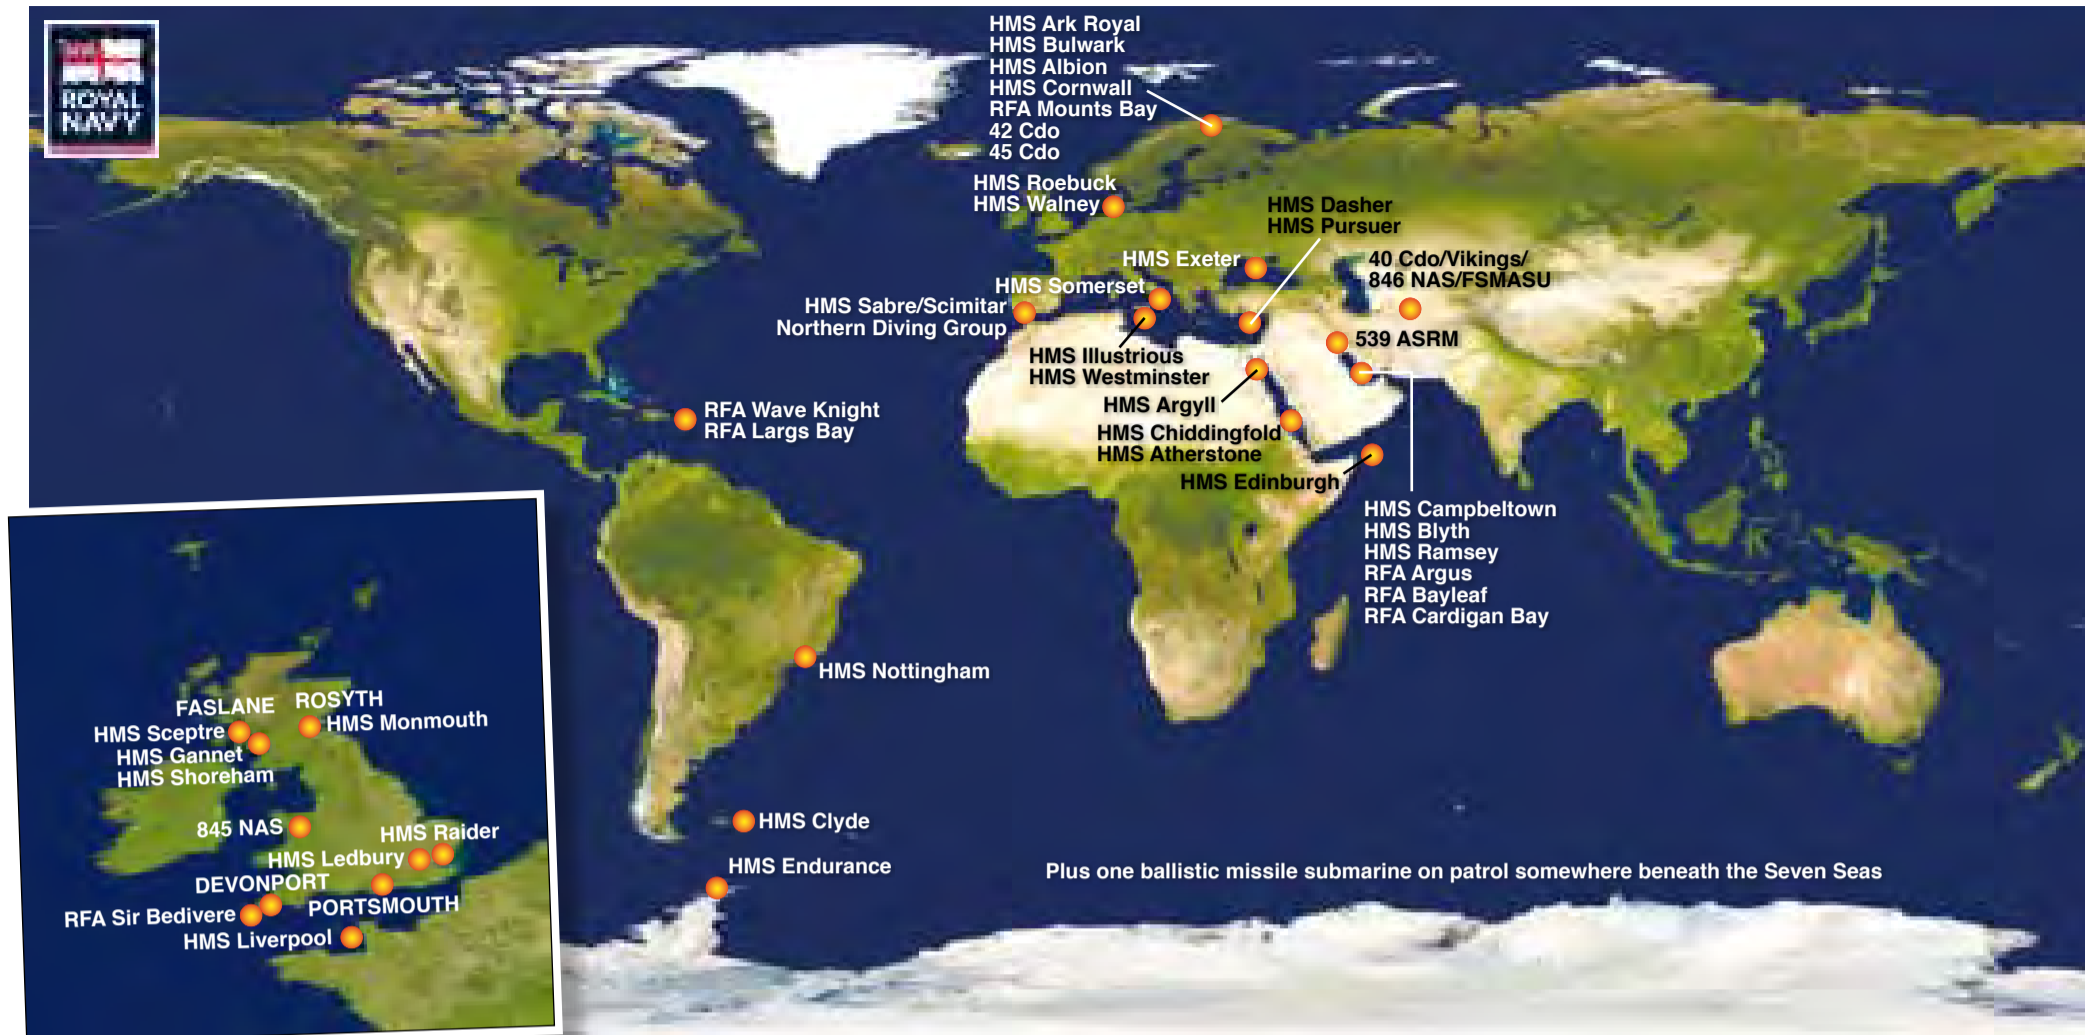 ROYAL
NAVY
HMS Ark Royal
HMS Bulwark
HMS Albion
HMS Cornwall
RFA Mounts Bay
42 Cdo
45 Cdo
HMS Roebuck
HMS Walney
HMS Dasher
HMS Pursuer
HMS Exeter
40 Cdo/Vikings/
846 NAS/FSMASU
HMS Somerset
HMS Sabre/Scimitar
Northern Diving Group
539 ASRM
HMS Illustrious
HMS Westminster
HMS Argyll
RFA Wave Knight
RFA Largs Bay
HMS Chiddingfold
HMS Atherstone
HMS Edinburgh
HMS Campbeltown
HMS Blyth
HMS Ramsey
RFA Argus
RFA Bayleaf
RFA Cardigan Bay
HMS Nottingham
HMS Clyde
HMS Endurance
Plus one ballistic missile submarine on patrol somewhere beneath the Seven Seas
FASLANE
ROSYTH
HMS Sceptre
HMS Monmouth
HMS Gannet
HMS Shoreham
845 NAS
HMS Raider
HMS Ledbury
DEVONPORT
PORTSMOUTH
RFA Sir Bedivere
HMS Liverpool